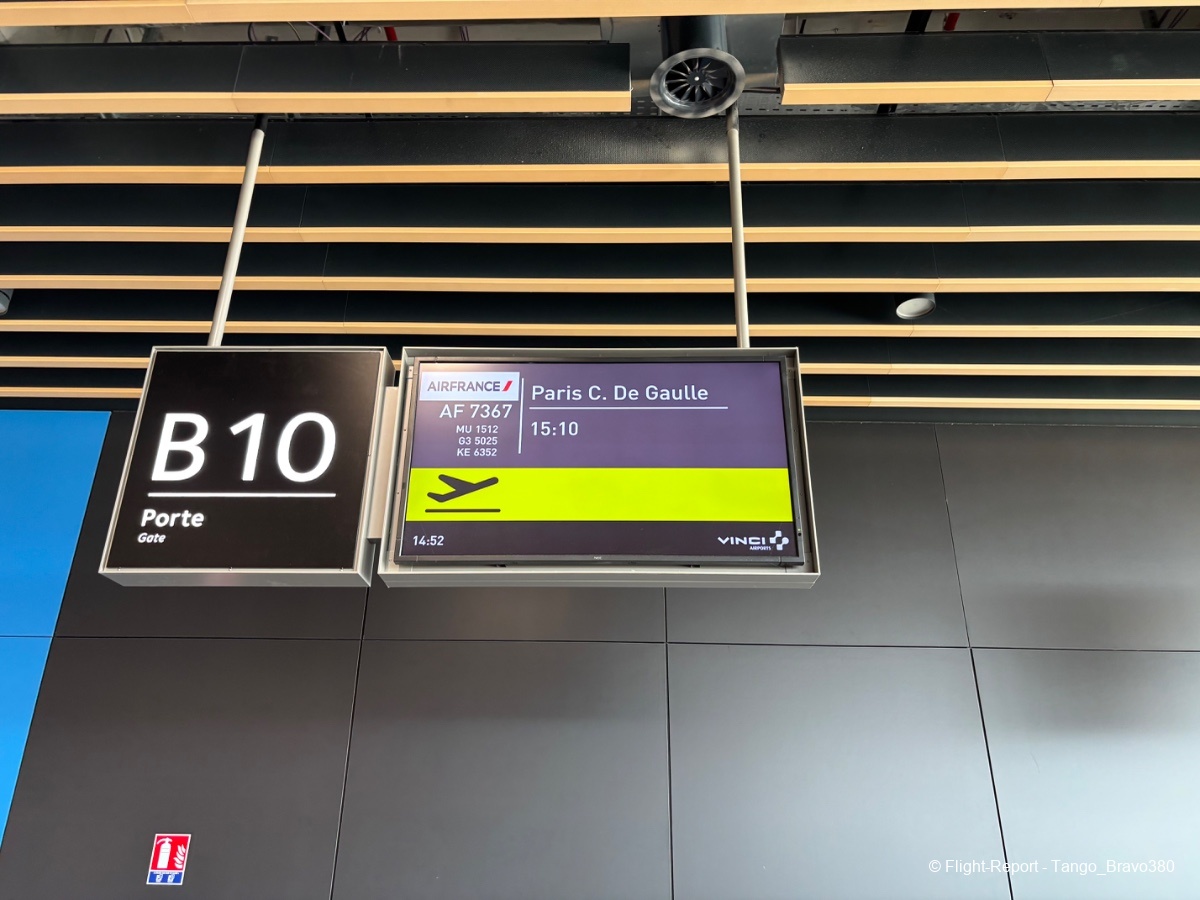 B 10
Porte
Gate
AIRFRANCE
AF 7367
MU 1512
G3 5025
KE 6352
Paris C. De Gaulle
15:10
14:52
VINCI
AIRPORTS
© Flight-Report - Tango_Bravo380